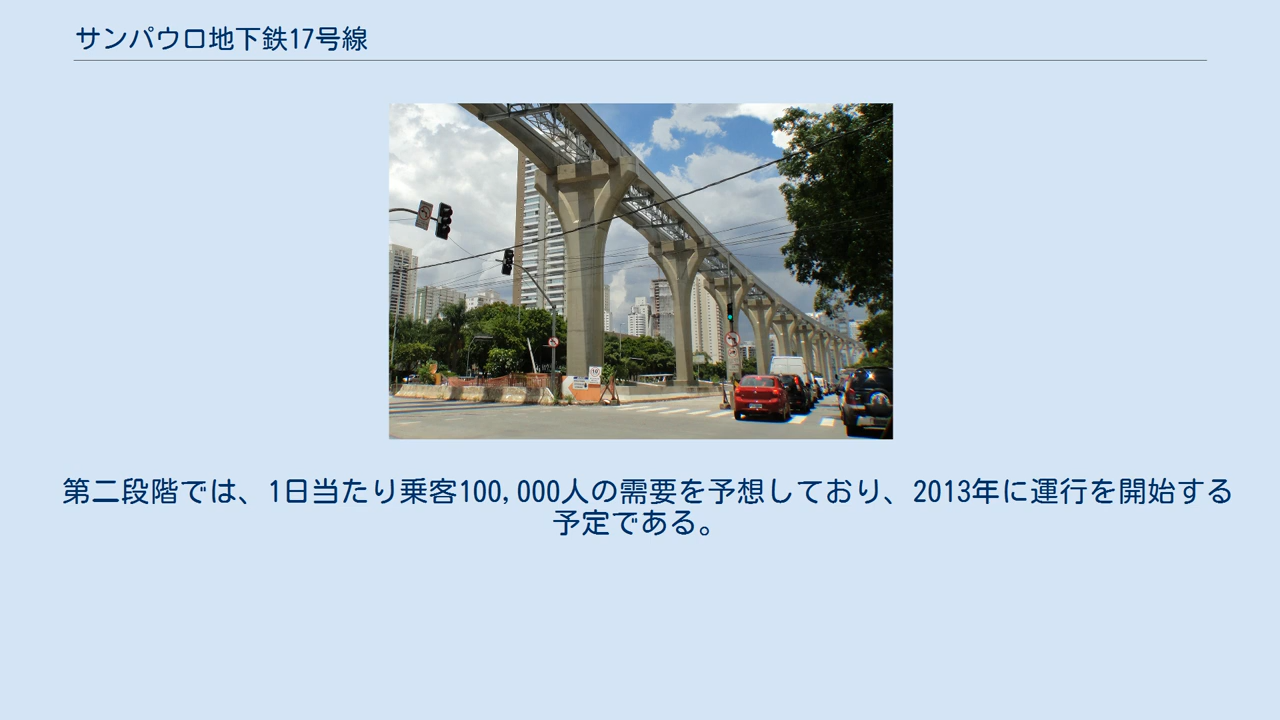 サンパウロ地下鉄17号線
第二段階では、1日当たり乗客100,000人の需要を予想しており、2013年に運行を開始する
予定である。